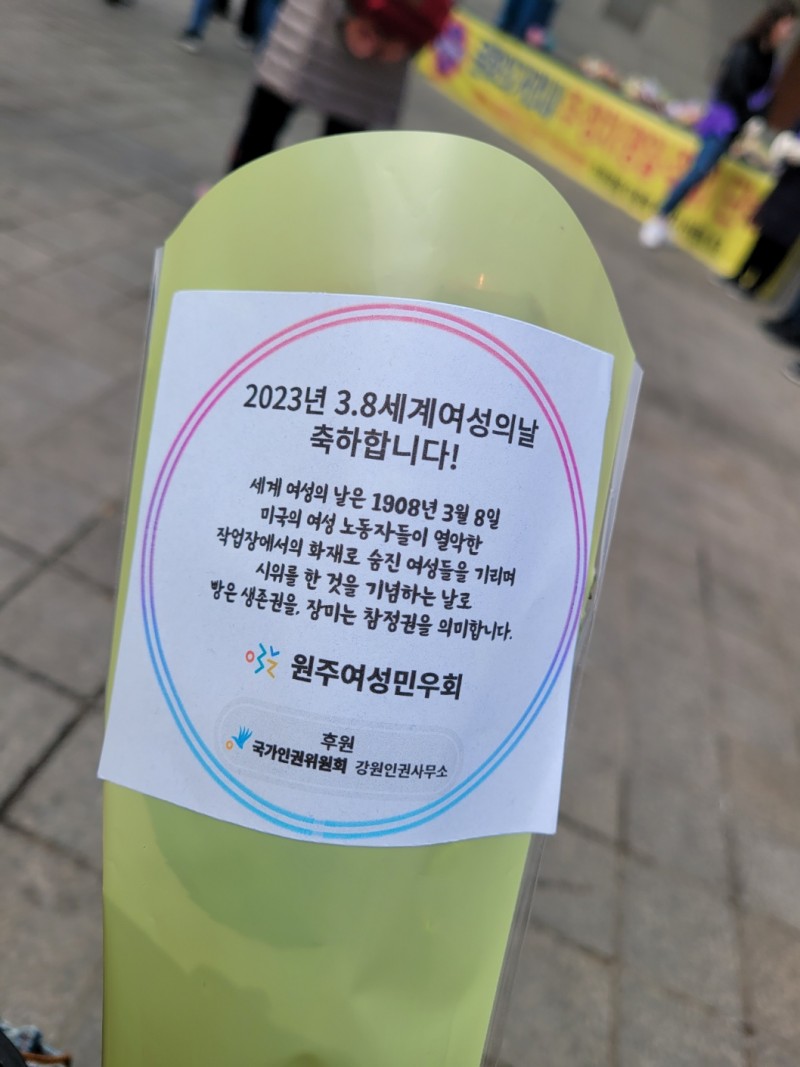 2023년 3.8세계여성의날
축하합니다!
세계 여성의 날은 1908년 3월 8일
미국의 여성 노동자들이 열악한
작업장에서의 화재로 숨진 여성들을 기리며
시위를 한 것을 기념하는 날로
빵은 생존권을, 장미는 참정권을 의미합니다.
원주여성민우회
후원
국가인권위원회 강원인권사무소